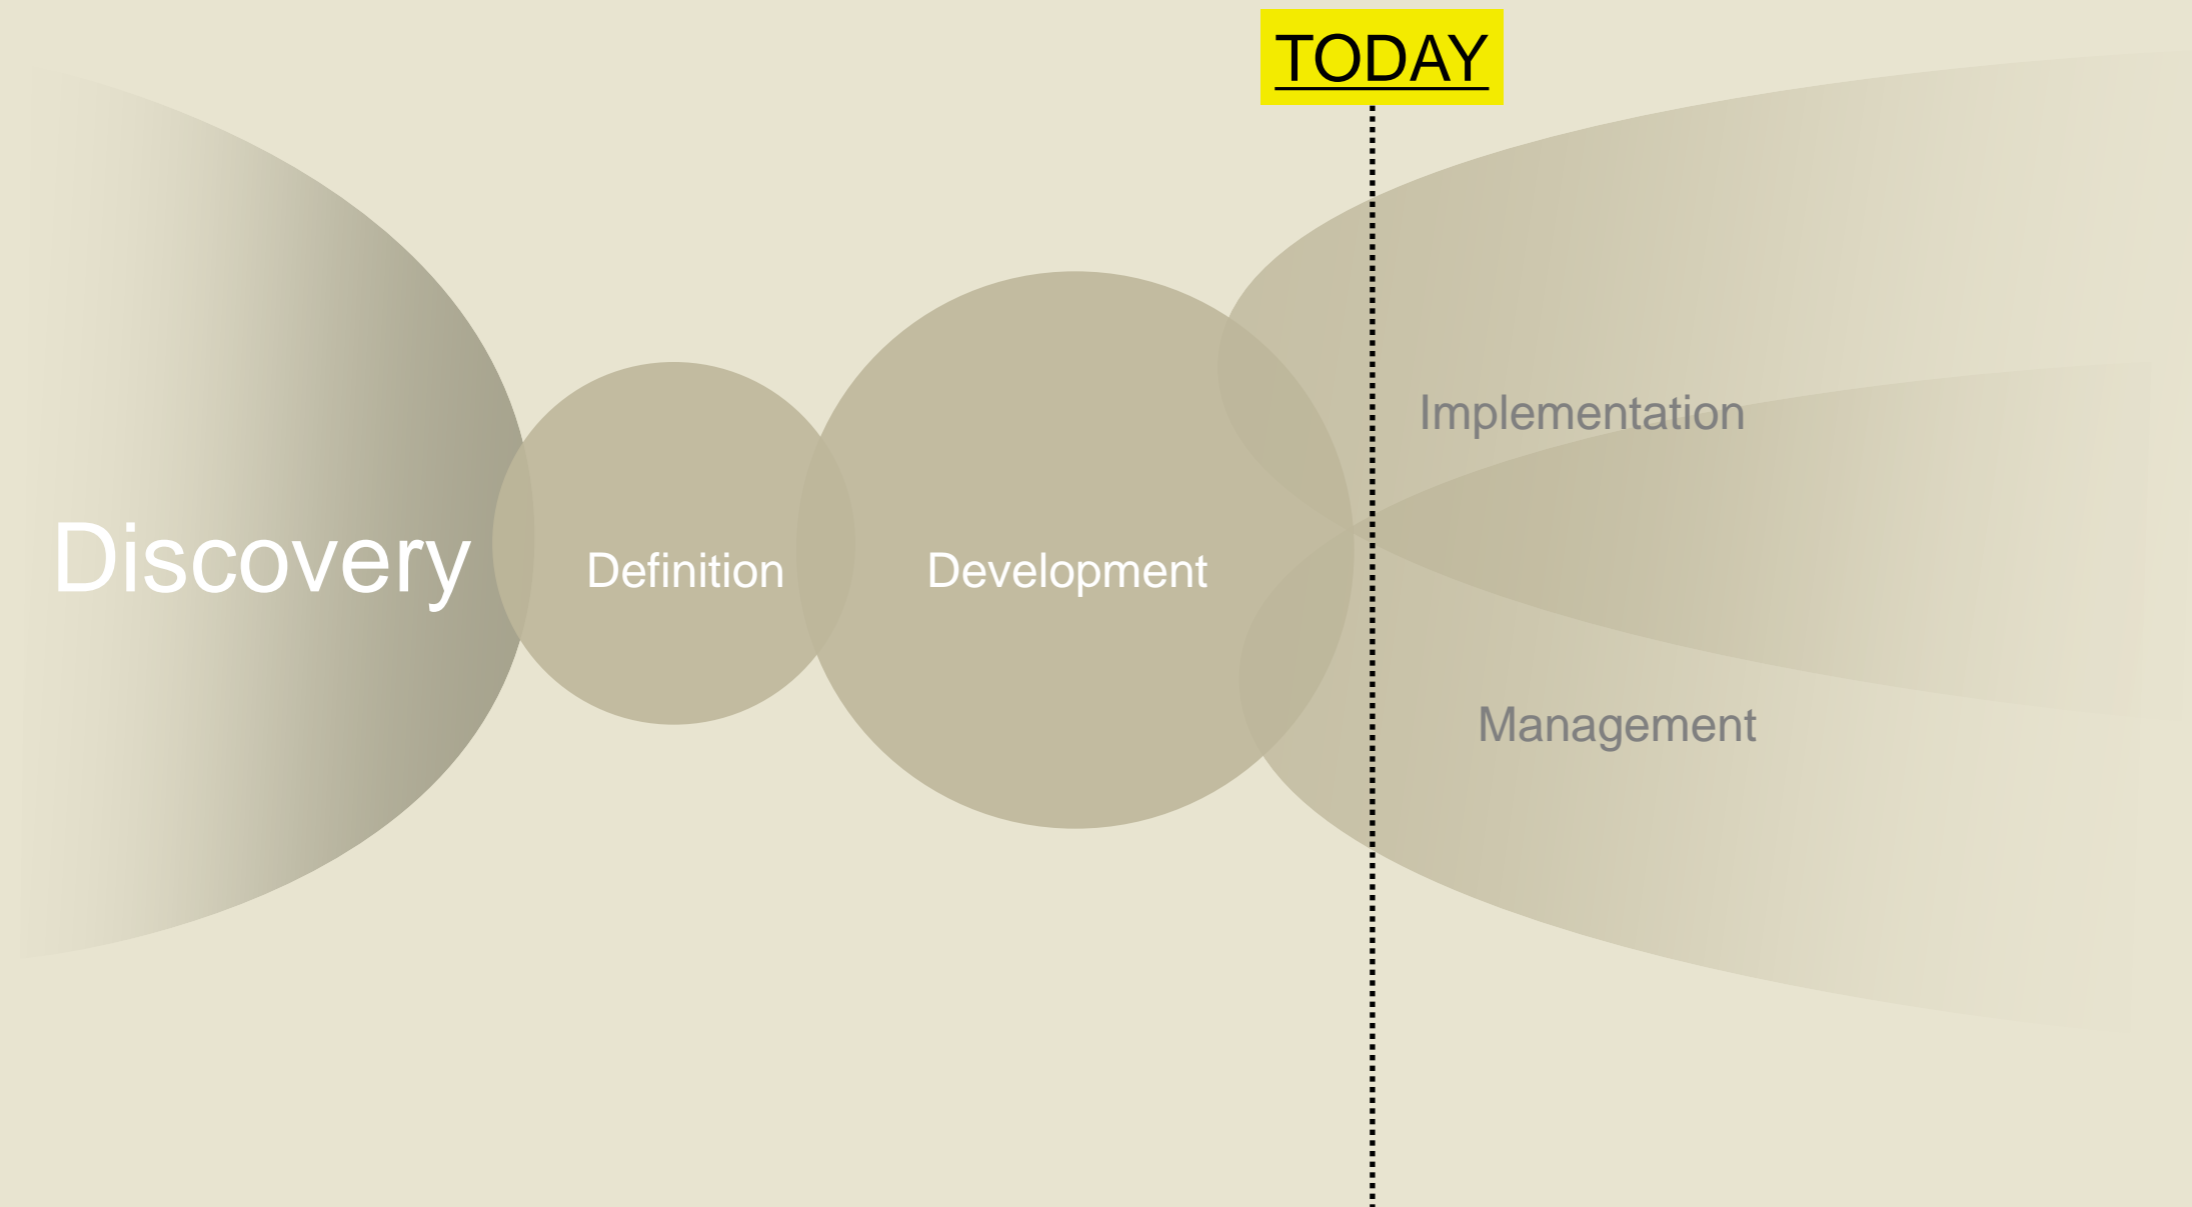 TODAY
Implementation
Discovery
Definition
Development
Management